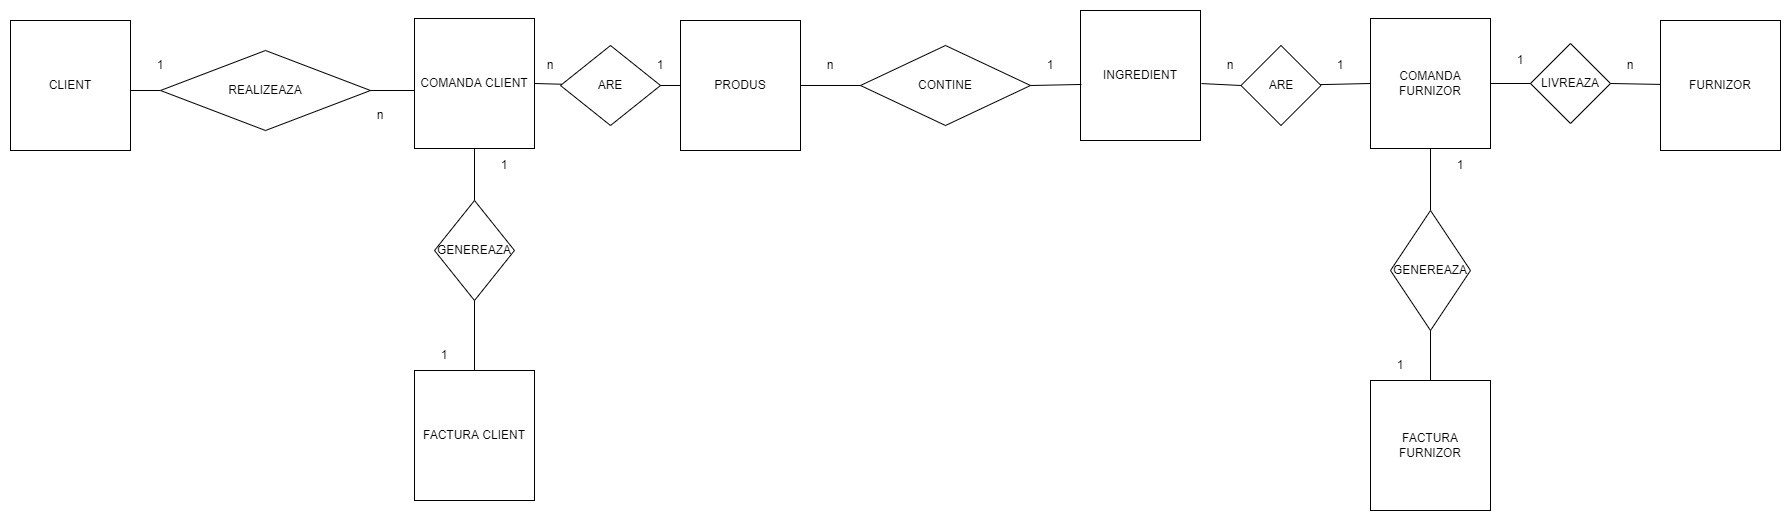 CLIENT
1
REALIZEAZA
n
COMANDA CLIENT
n
ARE
1
PRODUS
n
CONTINE
1
INGREDIENT
n
ARE
1
COMANDA
FURNIZOR
1
LIVREAZA
n
FURNIZOR
1
GENEREAZA
1
FACTURA CLIENT
1
GENEREAZA
1
FACTURA
FURNIZOR